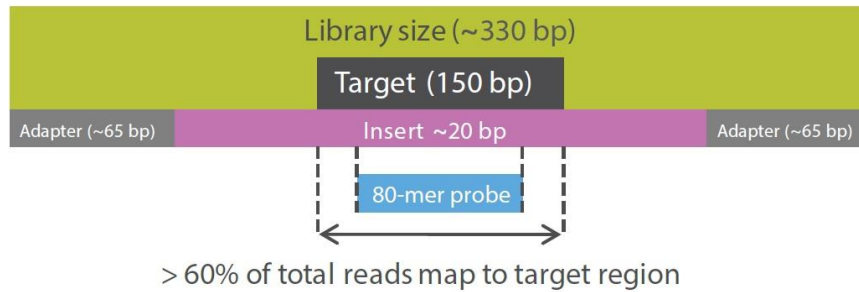 Library size (~330 bp)
Target (150 bp)
Adapter (~65 bp) Insert ~20 bp Adapter (~65 bp)
80-mer probe
> 60% of total reads map to target region